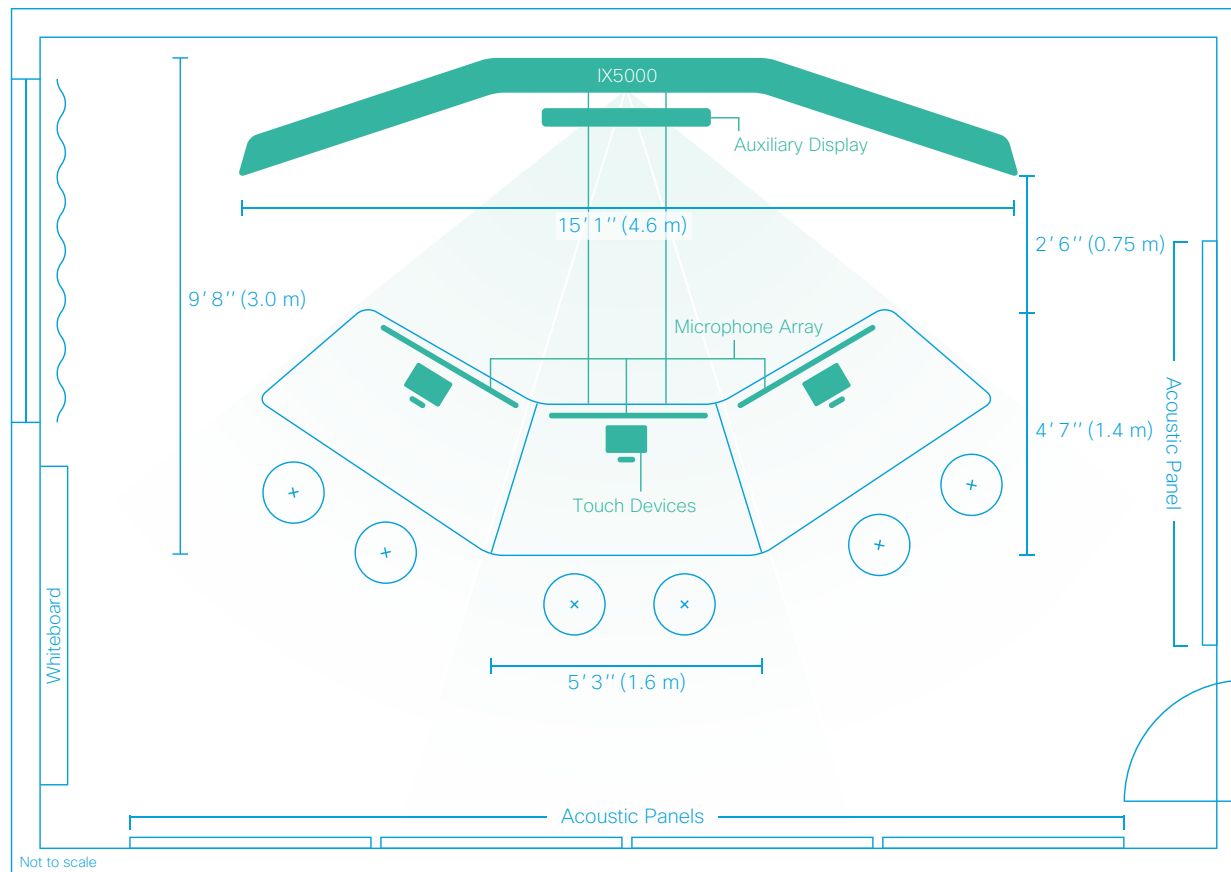 IX5000
Auxiliary Display
15' 1'' (4.6 m)
2' 6'' (0.75 m)
9' 8'' (3.0 m)
Microphone Array
Acoustic Panel
4' 7'' (1.4 m)
Touch Devices
Whiteboard
5' 3'' (1.6 m)
Acoustic Panels
Not to scale